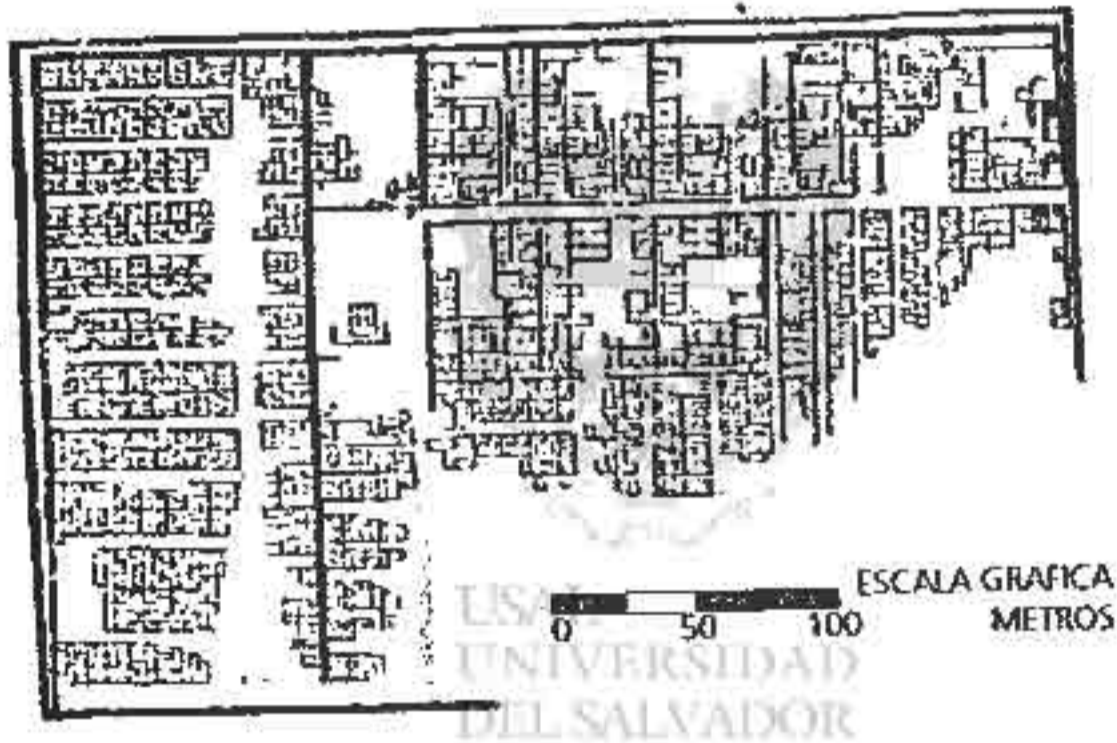 ESCALA GRAFICA
METROS
0 50 100
USAL
UNIVERSIDAD
DEL SALVADOR